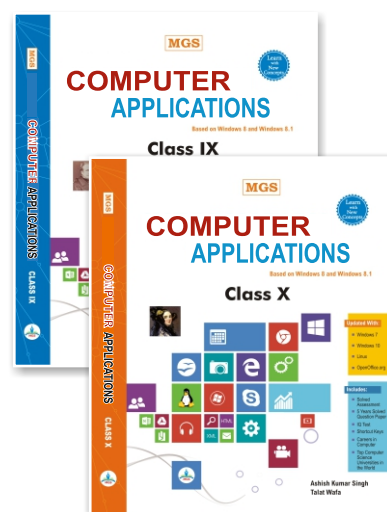 MGS
COMPUTER
APPLICATIONS
Based on Windows 8 and Windows 8.1
Class IX
Learn
with
New
Concepts
MGS
COMPUTER APPLICATIONS
CLASS IX
MGS
COMPUTER
APPLICATIONS
Based on Windows 8 and Windows 8.1
Class X
Learn
with
New
Concepts
MGS
COMPUTER APPLICATIONS
CLASS X
Updated With:
Windows 7
Windows 10
Linux
OpenOffice.org
Includes:
Solved
Assessment
5 Years Solved
Question Paper
IQ Test
Shortcut Keys
Careers in
Computer
Top Computer
Science
Universities in
the World
HTML
Ashish Kumar Singh
Talat Wafa